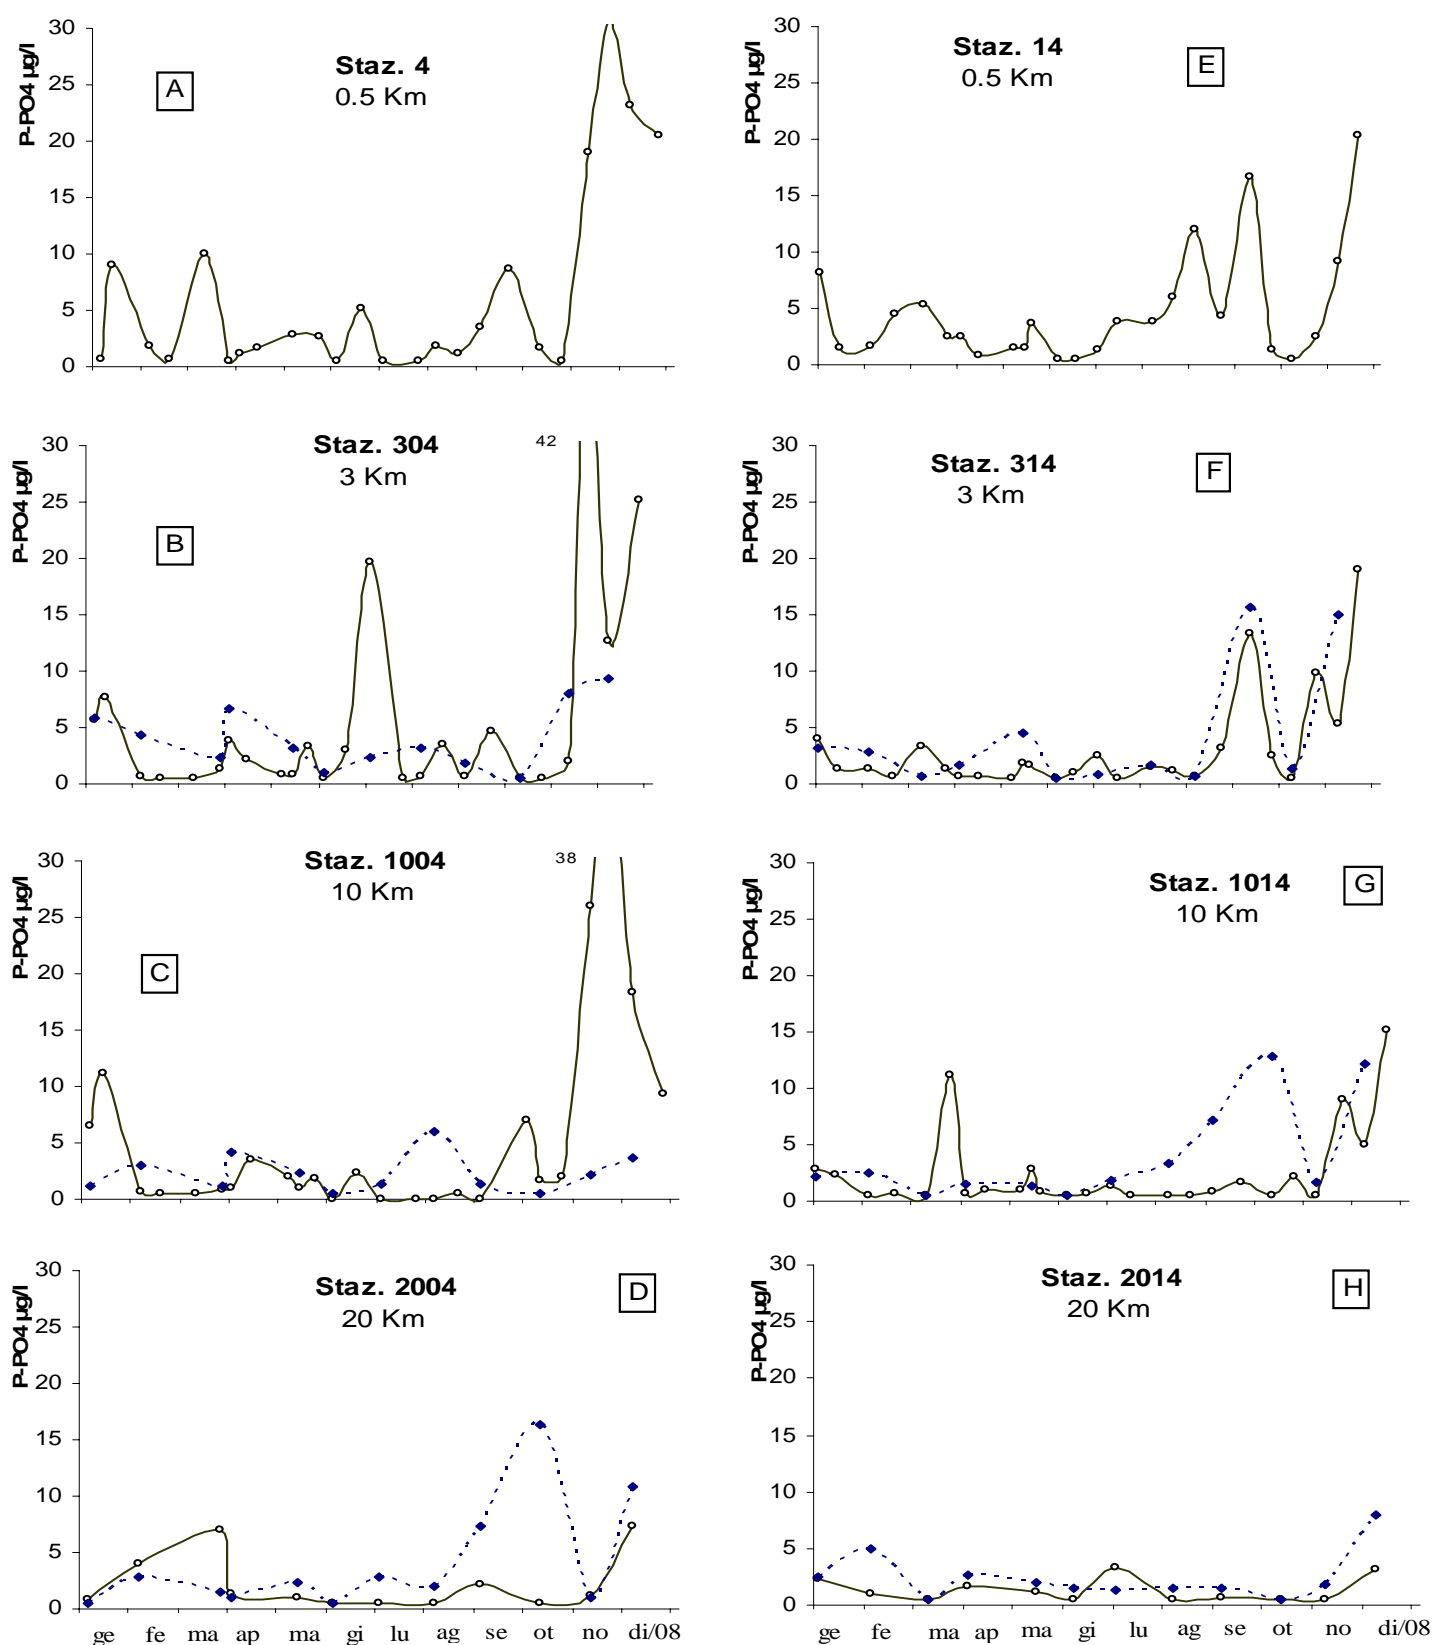 P-PO4 µg/l
30
25
20
15
10
5
0
A
Staz. 4
0.5 Km
P-PO4 µg/l
30
25
20
15
10
5
0
Staz. 14
0.5 Km
E
P-PO4 µg/l
30
25
20
15
10
5
0
B
Staz. 304
3 Km
42
P-PO4 µg/l
30
25
20
15
10
5
0
Staz. 314
3 Km
F
P-PO4 µg/l
30
25
20
15
10
5
0
C
Staz. 1004
10 Km
38
P-PO4 µg/l
30
25
20
15
10
5
0
Staz. 1014
10 Km
G
P-PO4 µg/l
30
25
20
15
10
5
0
Staz. 2004
20 Km
D
ge fe ma ap ma gi lu ag se ot no di/08
P-PO4 µg/l
30
25
20
15
10
5
0
Staz. 2014
20 Km
H
ge fe ma ap ma gi lu ag se ot no di/08